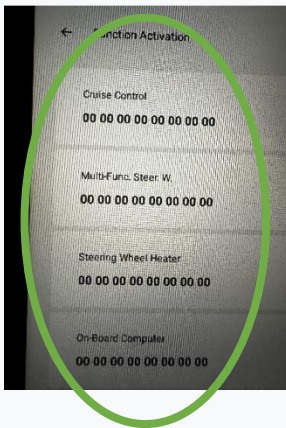 ← Function Activation
Cruise Control
00 00 00 00 00 00 00 00
Multi-Func. Steer. W.
00 00 00 00 00 00 00 00
Steering Wheel Heater
00 00 00 00 00 00 00 00
On-Board Computer
00 00 00 00 00 00 00 00